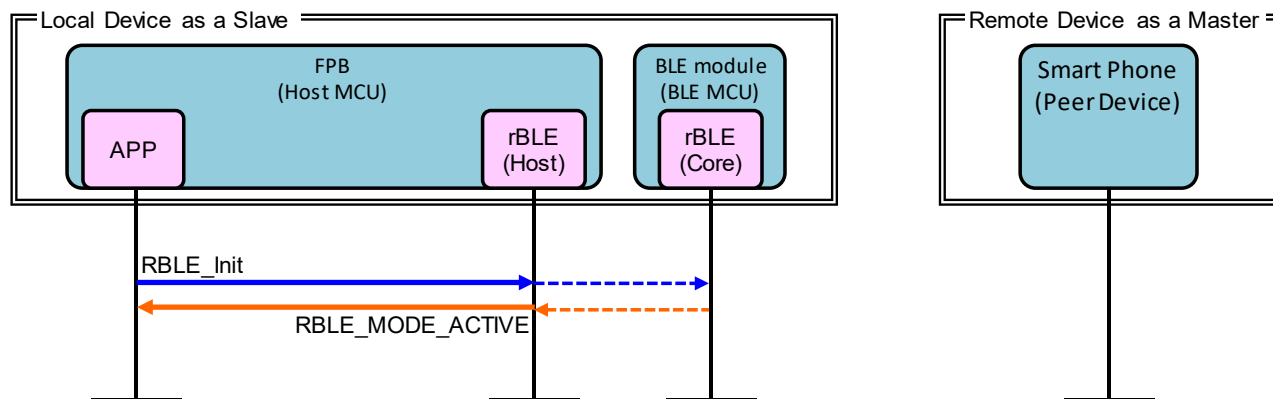 Local Device as a Slave
Remote Device as a Master
FPB
(Host MCU)
BLE module
(BLE MCU)
Smart Phone
(Peer Device)
APP
rBLE
(Host)
rBLE
(Core)
RBLE_Init
RBLE_MODE_ACTIVE